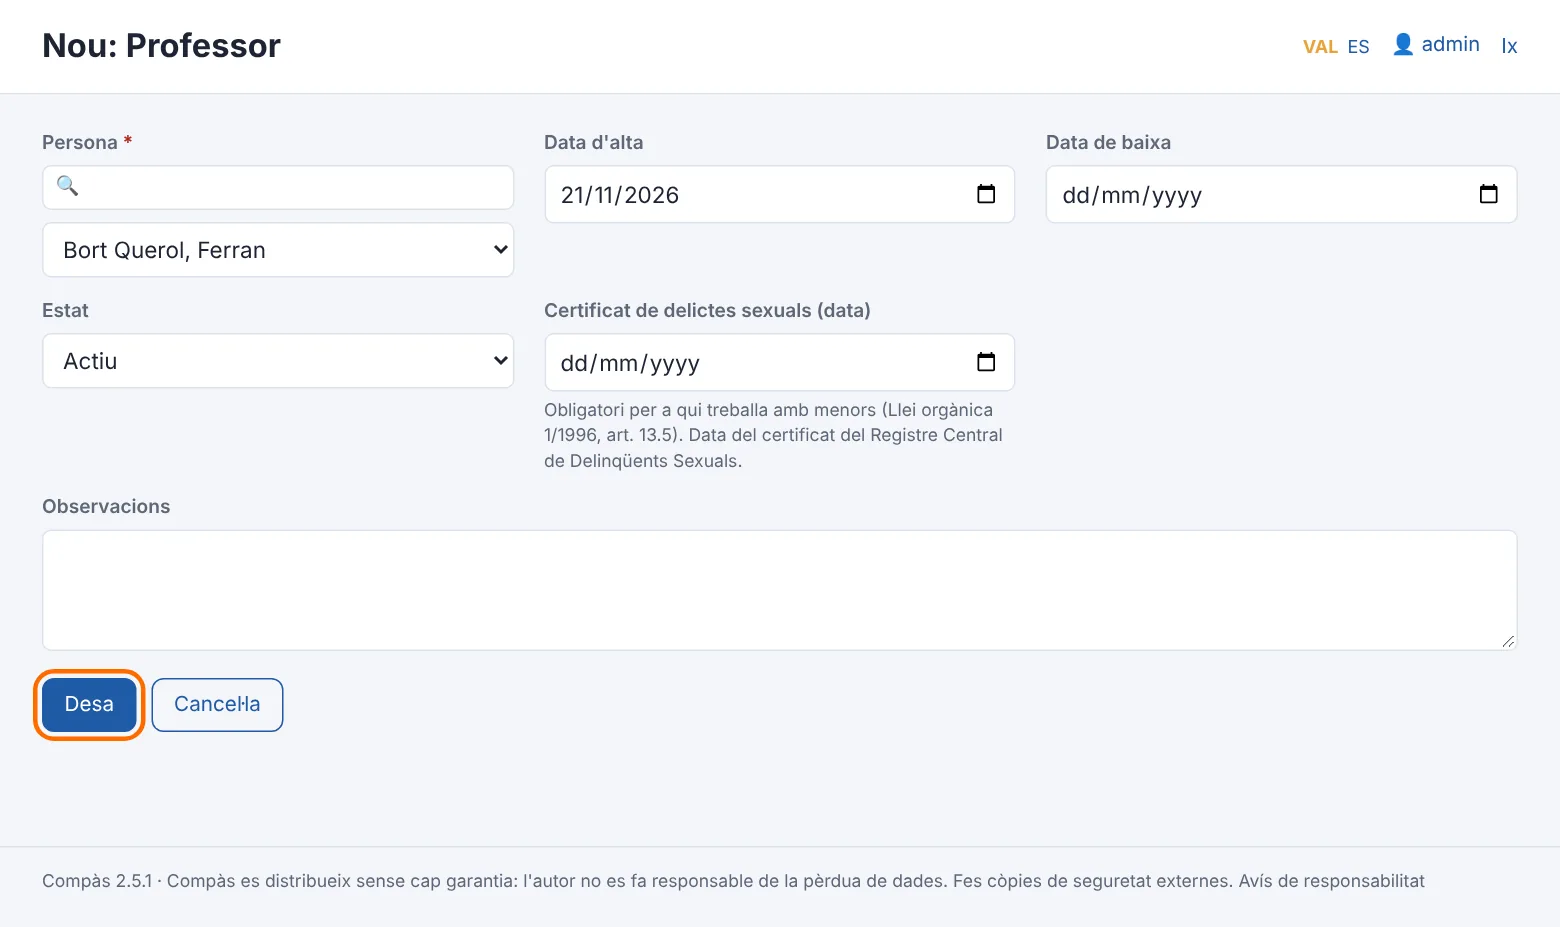 Nou: Professor
VAL ES admin Ix
Persona *
Data d'alta
Data de baixa
21/11/2026
dd/mm/yyyy
Bort Querol, Ferran
Estat
Certificat de delictes sexuals (data)
Actiu
dd/mm/yyyy
Obligatori per a qui treballa amb menors (Llei orgànica
1/1996, art. 13.5). Data del certificat del Registre Central
de Delinqüents Sexuals.
Observacions
Desa
Cancel·la
Compàs 2.5.1 · Compàs es distribueix sense cap garantia: l'autor no es fa responsable de la pèrdua de dades. Fes còpies de seguretat externes. Avís de responsabilitat